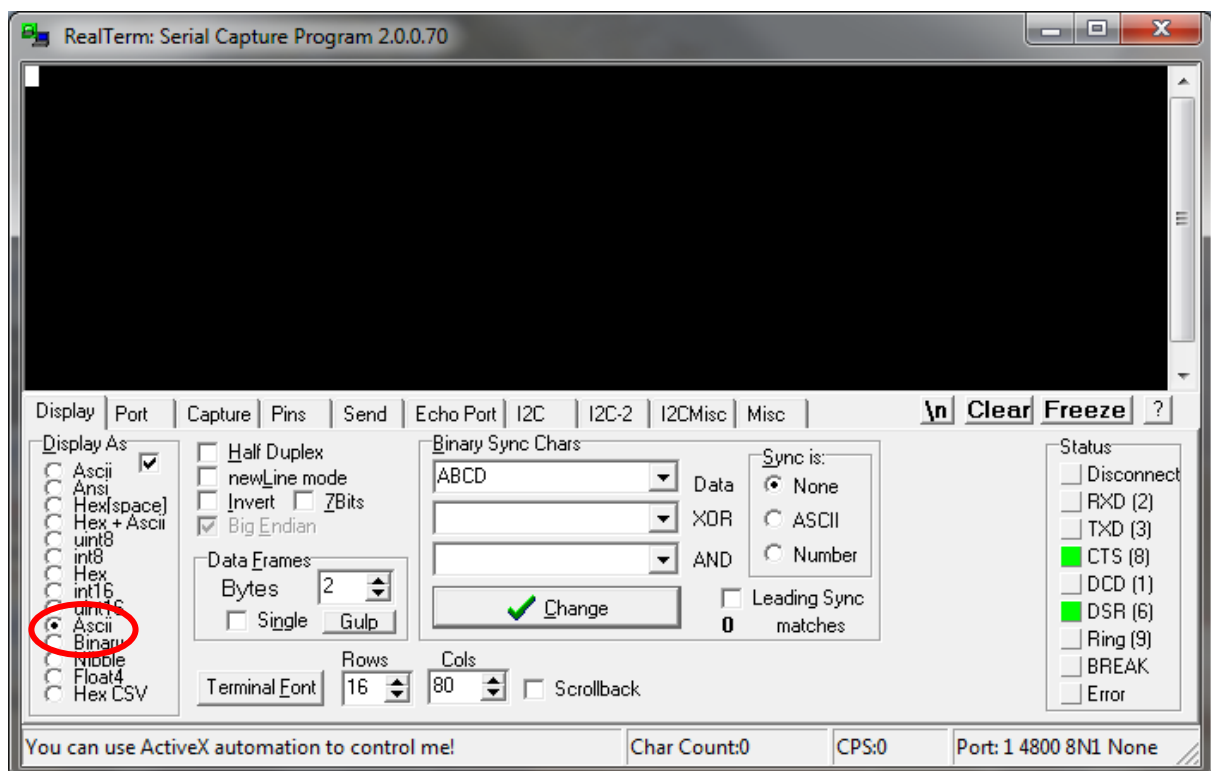 RealTerm: Serial Capture Program 2.0.0.70
Display Port Capture Pins Send Echo Port I2C I2C-2 I2CMisc Misc \n Clear Freeze ?
Display As
Ascii
Ansi
Hex[space]
Hex + Ascii
uint8
int8
Hex
int16
uint16
Ascii
Binary
Nibble
Float4
Hex CSV
Half Duplex
newLine mode
Invert 7Bits
Big Endian
Data Frames
Bytes 2
Single Gulp
Terminal Font
Rows
16
Cols
80
Scrollback
Binary Sync Chars
ABCD Data
XOR
AND
Change
Sync is:
None
ASCII
Number
Leading Sync
0 matches
Status
Disconnect
RXD (2)
TXD (3)
CTS (8)
DCD (1)
DSR (6)
Ring (9)
BREAK
Error
You can use ActiveX automation to control me! Char Count:0 CPS:0 Port: 1 4800 8N1 None